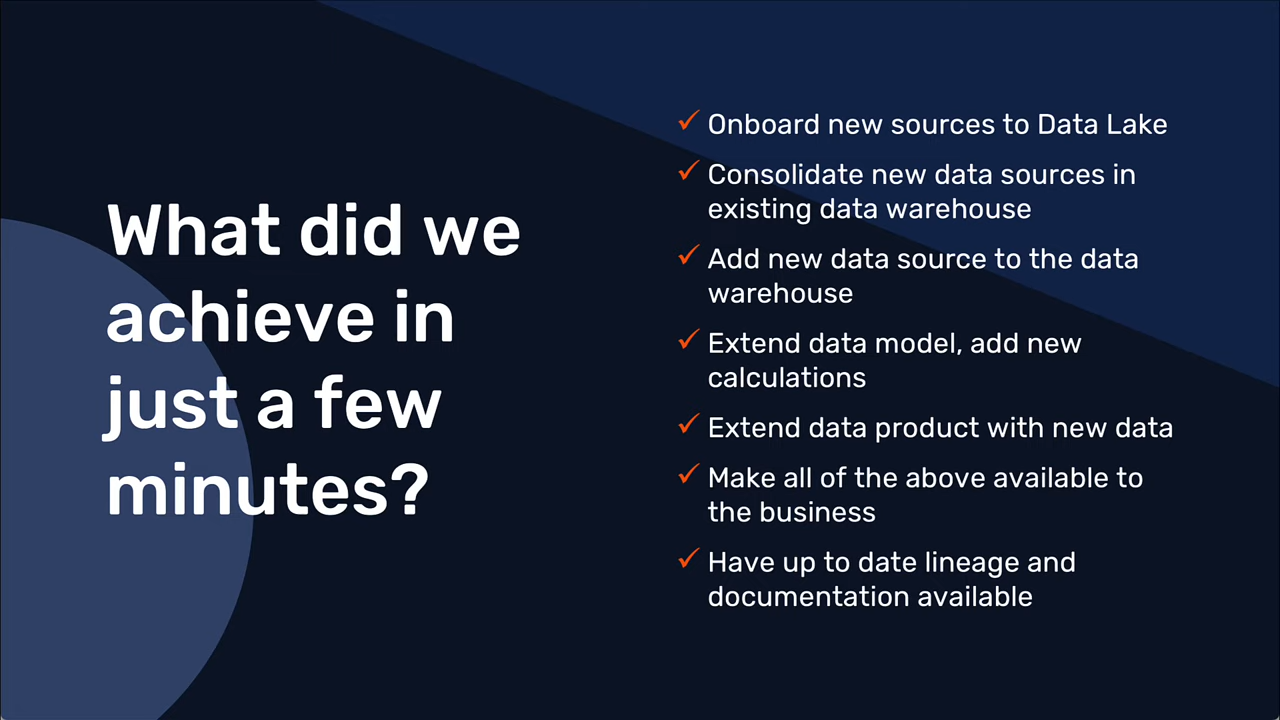 What did we
achieve in
just a few
minutes?
Onboard new sources to Data Lake
Consolidate new data sources in
existing data warehouse
Add new data source to the data
warehouse
Extend data model, add new
calculations
Extend data product with new data
Make all of the above available to
the business
Have up to date lineage and
documentation available